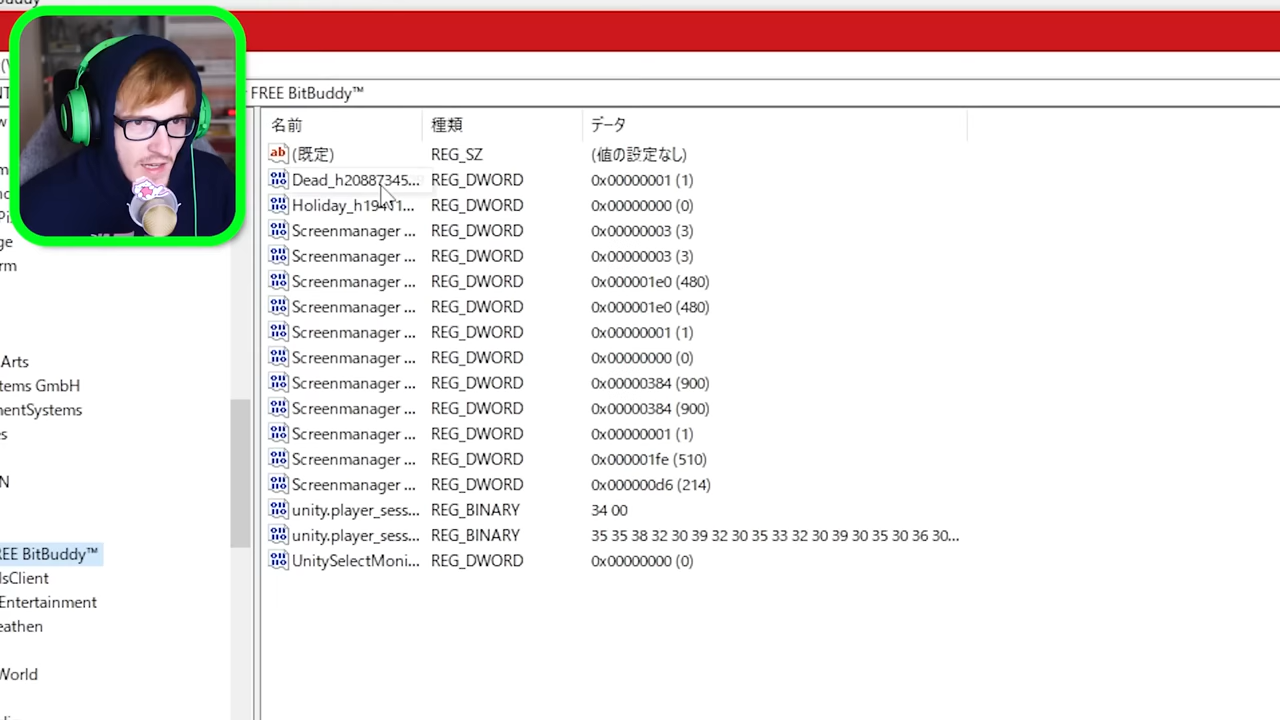 FREE BitBuddy™
名前 種類 データ
(既定) REG_SZ (値の設定なし)
Dead_h20887345... REG_DWORD 0x00000001 (1)
Holiday_h19411... REG_DWORD 0x00000000 (0)
Screenmanager ... REG_DWORD 0x00000003 (3)
Screenmanager ... REG_DWORD 0x00000003 (3)
Screenmanager ... REG_DWORD 0x000001e0 (480)
Screenmanager ... REG_DWORD 0x000001e0 (480)
Screenmanager ... REG_DWORD 0x00000001 (1)
Screenmanager ... REG_DWORD 0x00000000 (0)
Screenmanager ... REG_DWORD 0x00000384 (900)
Screenmanager ... REG_DWORD 0x00000384 (900)
Screenmanager ... REG_DWORD 0x00000001 (1)
Screenmanager ... REG_DWORD 0x000001fe (510)
Screenmanager ... REG_DWORD 0x000000d6 (214)
unity.player_sess... REG_BINARY 34 00
unity.player_sess... REG_BINARY 35 35 38 32 30 39 32 30 35 33 32 30 39 30 35 30 36 30...
UnitySelectMoni... REG_DWORD 0x00000000 (0)
ge
rm
Arts
tems GmbH
mentSystems
es
N
REE BitBuddy™
lsClient
Entertainment
eathen
World